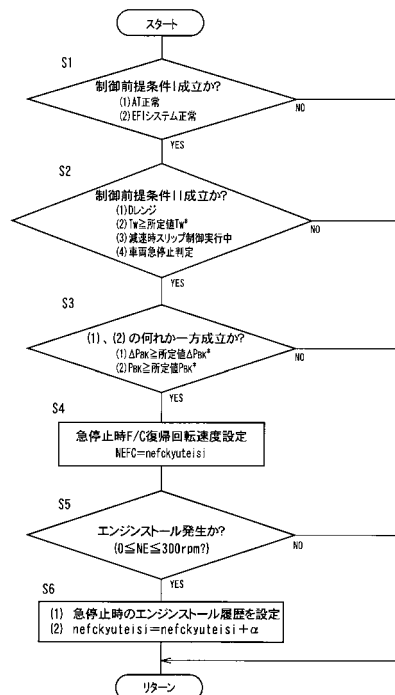 スタート
S1
制御前提条件I成立か?
(1)AT正常
(2)EFIシステム正常
NO
YES
S2
制御前提条件II成立か?
(1)Dレンジ
(2)Tw≧所定値Tw*
(3)減速時スリップ制御実行中
(4)車両急停止判定
NO
YES
S3
(1)、(2)の何れか一方成立か?
(1)ΔPBK≧所定値ΔPBK*
(2)PBK≧所定値PBK*
NO
YES
S4
急停止時F/C復帰回転速度設定
NEFC=nefckyuteisi
S5
エンジンストール発生か?
(0≦NE≦300rpm?)
NO
YES
S6
(1) 急停止時のエンジンストール履歴を設定
(2) nefckyuteisi=nefckyuteisi+α
リターン